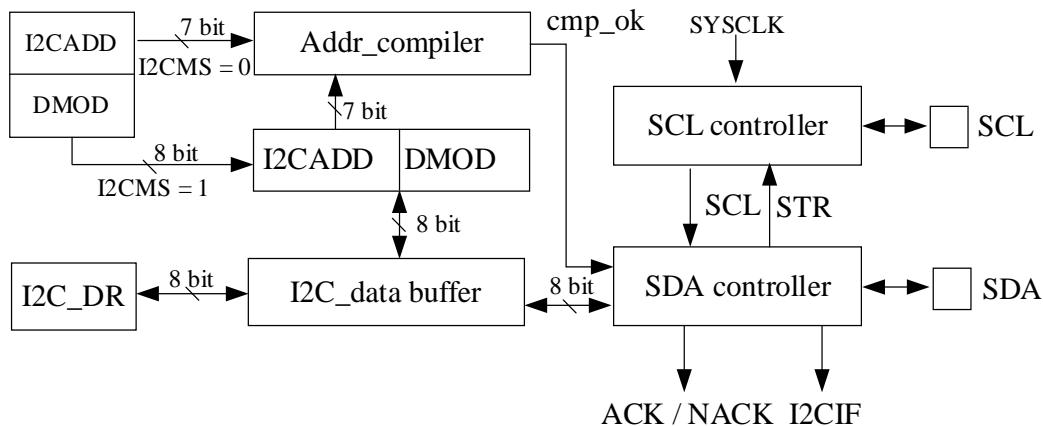 I2CADD
7 bit
I2CMS = 0
Addr_compiler
cmp_ok
SYSCLK
DMOD
7 bit
SCL controller
SCL
8 bit
I2CMS = 1
I2CADD
DMOD
SCL
STR
8 bit
I2C_DR
8 bit
I2C_data buffer
8 bit
SDA controller
SDA
ACK / NACK
I2CIF